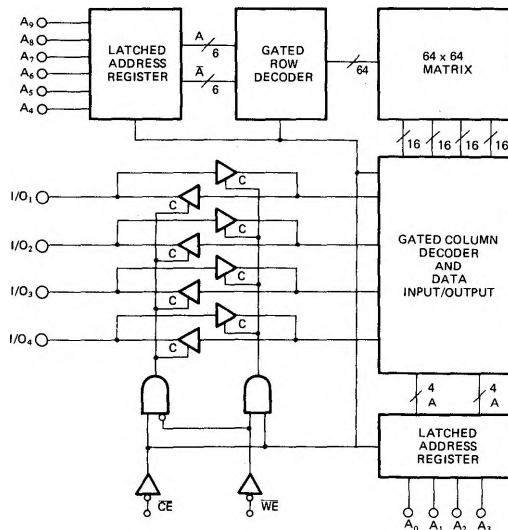 A₉
A₈
A₇
A₆
A₅
A₄
LATCHED
ADDRESS
REGISTER
A
6
A̅
6
GATED
ROW
DECODER
64
64 x 64
MATRIX
16 16 16 16
I/O₁
I/O₂
I/O₃
I/O₄
C
C
C
C
C
C
C
C
GATED COLUMN
DECODER
AND
DATA
INPUT/OUTPUT
4 4
A A
LATCHED
ADDRESS
REGISTER
C̅E̅
W̅E̅
A₀ A₁ A₂ A₃